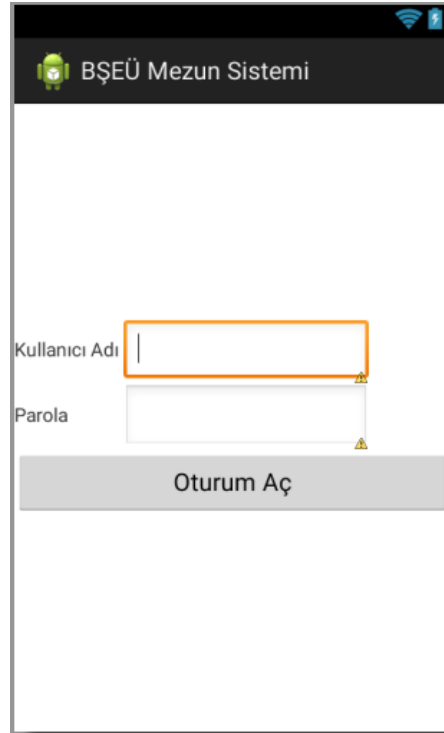 BŞEÜ Mezun Sistemi
Kullanıcı Adı
Parola
Oturum Aç